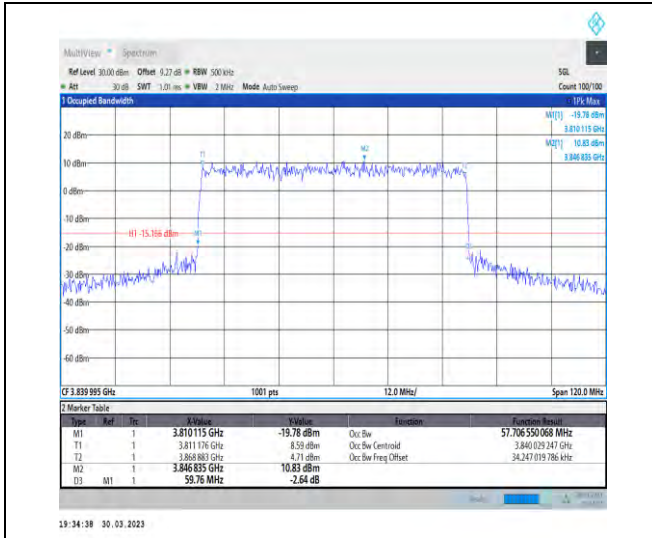 MultiView Spectrum
Ref Level 30.00 dBm Offset 9.27 dB RBW 500 kHz SGL
Att 30 dB SWT 1.01 ms VBW 2 MHz Mode Auto Sweep Count 100/100
1 Occupied Bandwidth 1Pk Max
M1[1] -19.78 dBm
3.810 115 GHz
M2[1] 10.83 dBm
3.846 835 GHz
20 dBm
M2
T1
10 dBm
0 dBm
-10 dBm
H1 -15.166 dBm M1
-20 dBm
-30 dBm
-40 dBm
-50 dBm
-60 dBm
CF 3.839 995 GHz 1001 pts 12.0 MHz/ Span 120.0 MHz
2 Marker Table
Type Ref Trc X-Value Y-Value Function Function Result
M1 1 3.810 115 GHz -19.78 dBm Occ Bw 57.706 550 068 MHz
T1 1 3.811 176 GHz 8.59 dBm Occ Bw Centroid 3.840 029 247 GHz
T2 1 3.868 883 GHz 4.71 dBm Occ Bw Freq Offset 34.247 019 786 kHz
M2 1 3.846 835 GHz 10.83 dBm
D3 M1 1 59.76 MHz -2.64 dB
19:34:38 30.03.2023